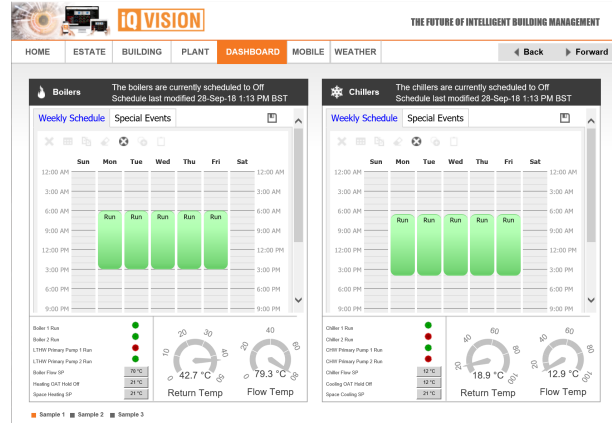 iQ VISION
THE FUTURE OF INTELLIGENT BUILDING MANAGEMENT
HOME ESTATE BUILDING PLANT DASHBOARD MOBILE WEATHER Back Forward
Boilers
The boilers are currently scheduled to Off
Schedule last modified 28-Sep-18 1:13 PM BST
Weekly Schedule Special Events
Sun Mon Tue Wed Thu Fri Sat
12:00 AM 12:00 AM
3:00 AM 3:00 AM
6:00 AM 6:00 AM
Run Run Run Run Run
9:00 AM 9:00 AM
12:00 PM 12:00 PM
3:00 PM 3:00 PM
6:00 PM 6:00 PM
9:00 PM 9:00 PM
Boiler 1 Run
Boiler 2 Run
LTHW Primary Pump 1 Run
LTHW Primary Pump 2 Run
Boiler Flow SP 70 °C
Heating OAT Hold Off 21 °C
Space Heating SP 21 °C
0 10 20 30 40 50
42.7 °C
Return Temp
0 40 60 80
79.3 °C
Flow Temp
Chillers
The chillers are currently scheduled to Off
Schedule last modified 28-Sep-18 1:13 PM BST
Weekly Schedule Special Events
Sun Mon Tue Wed Thu Fri Sat
12:00 AM 12:00 AM
3:00 AM 3:00 AM
6:00 AM 6:00 AM
Run Run Run Run Run
9:00 AM 9:00 AM
12:00 PM 12:00 PM
3:00 PM 3:00 PM
6:00 PM 6:00 PM
9:00 PM 9:00 PM
Chiller 1 Run
Chiller 2 Run
CHW Primary Pump 1 Run
CHW Primary Pump 2 Run
Chiller Flow SP 12 °C
Cooling OAT Hold Off 12 °C
Space Cooling SP 21 °C
20 40 60 80 100
18.9 °C
Return Temp
20 40 60 80 100
12.9 °C
Flow Temp
Sample 1 Sample 2 Sample 3